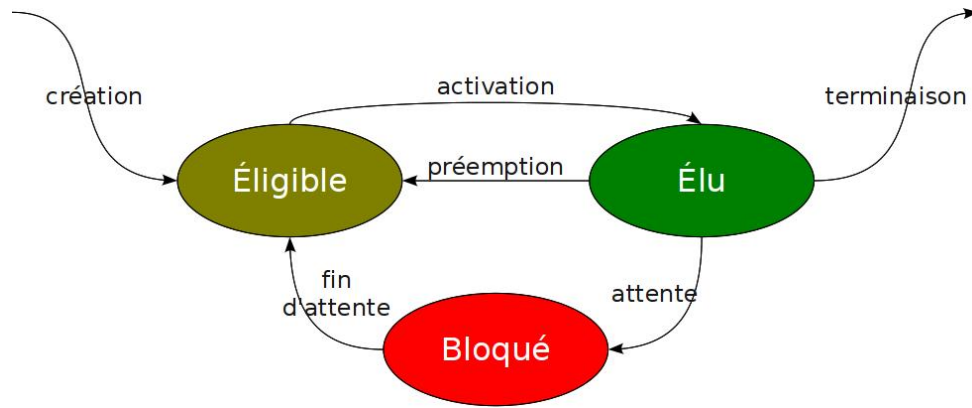 création
activation
terminaison
préemption
Éligible
Élu
fin
d'attente
attente
Bloqué